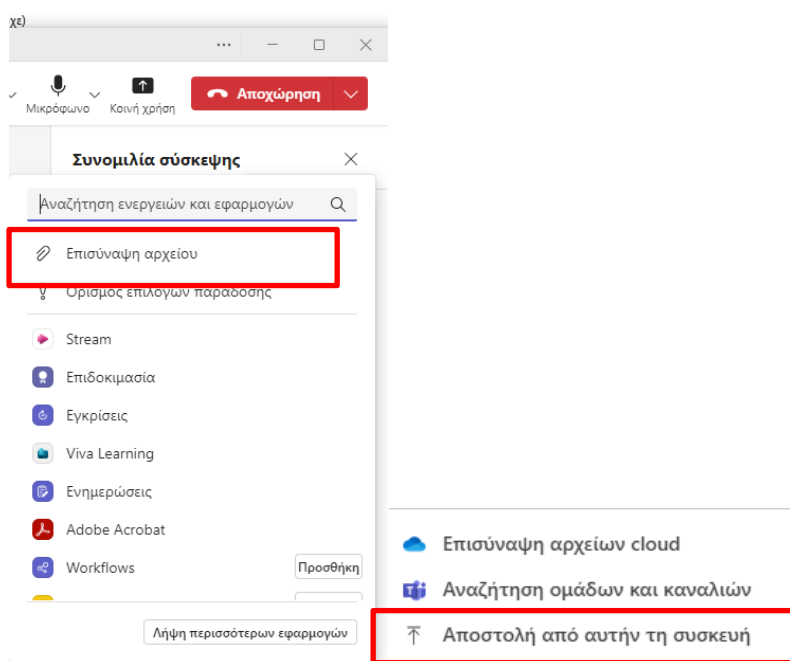 χε)
Μικρόφωνο Κοινή χρήση Αποχώρηση
Συνομιλία σύσκεψης
Αναζήτηση ενεργειών και εφαρμογών
Επισύναψη αρχείου
Ορισμός επιλογών παράδοσης
Stream
Επιδοκιμασία
Εγκρίσεις
Viva Learning
Ενημερώσεις
Adobe Acrobat
Workflows Προσθήκη
Λήψη περισσότερων εφαρμογών
Επισύναψη αρχείων cloud
Αναζήτηση ομάδων και καναλιών
Αποστολή από αυτήν τη συσκευή